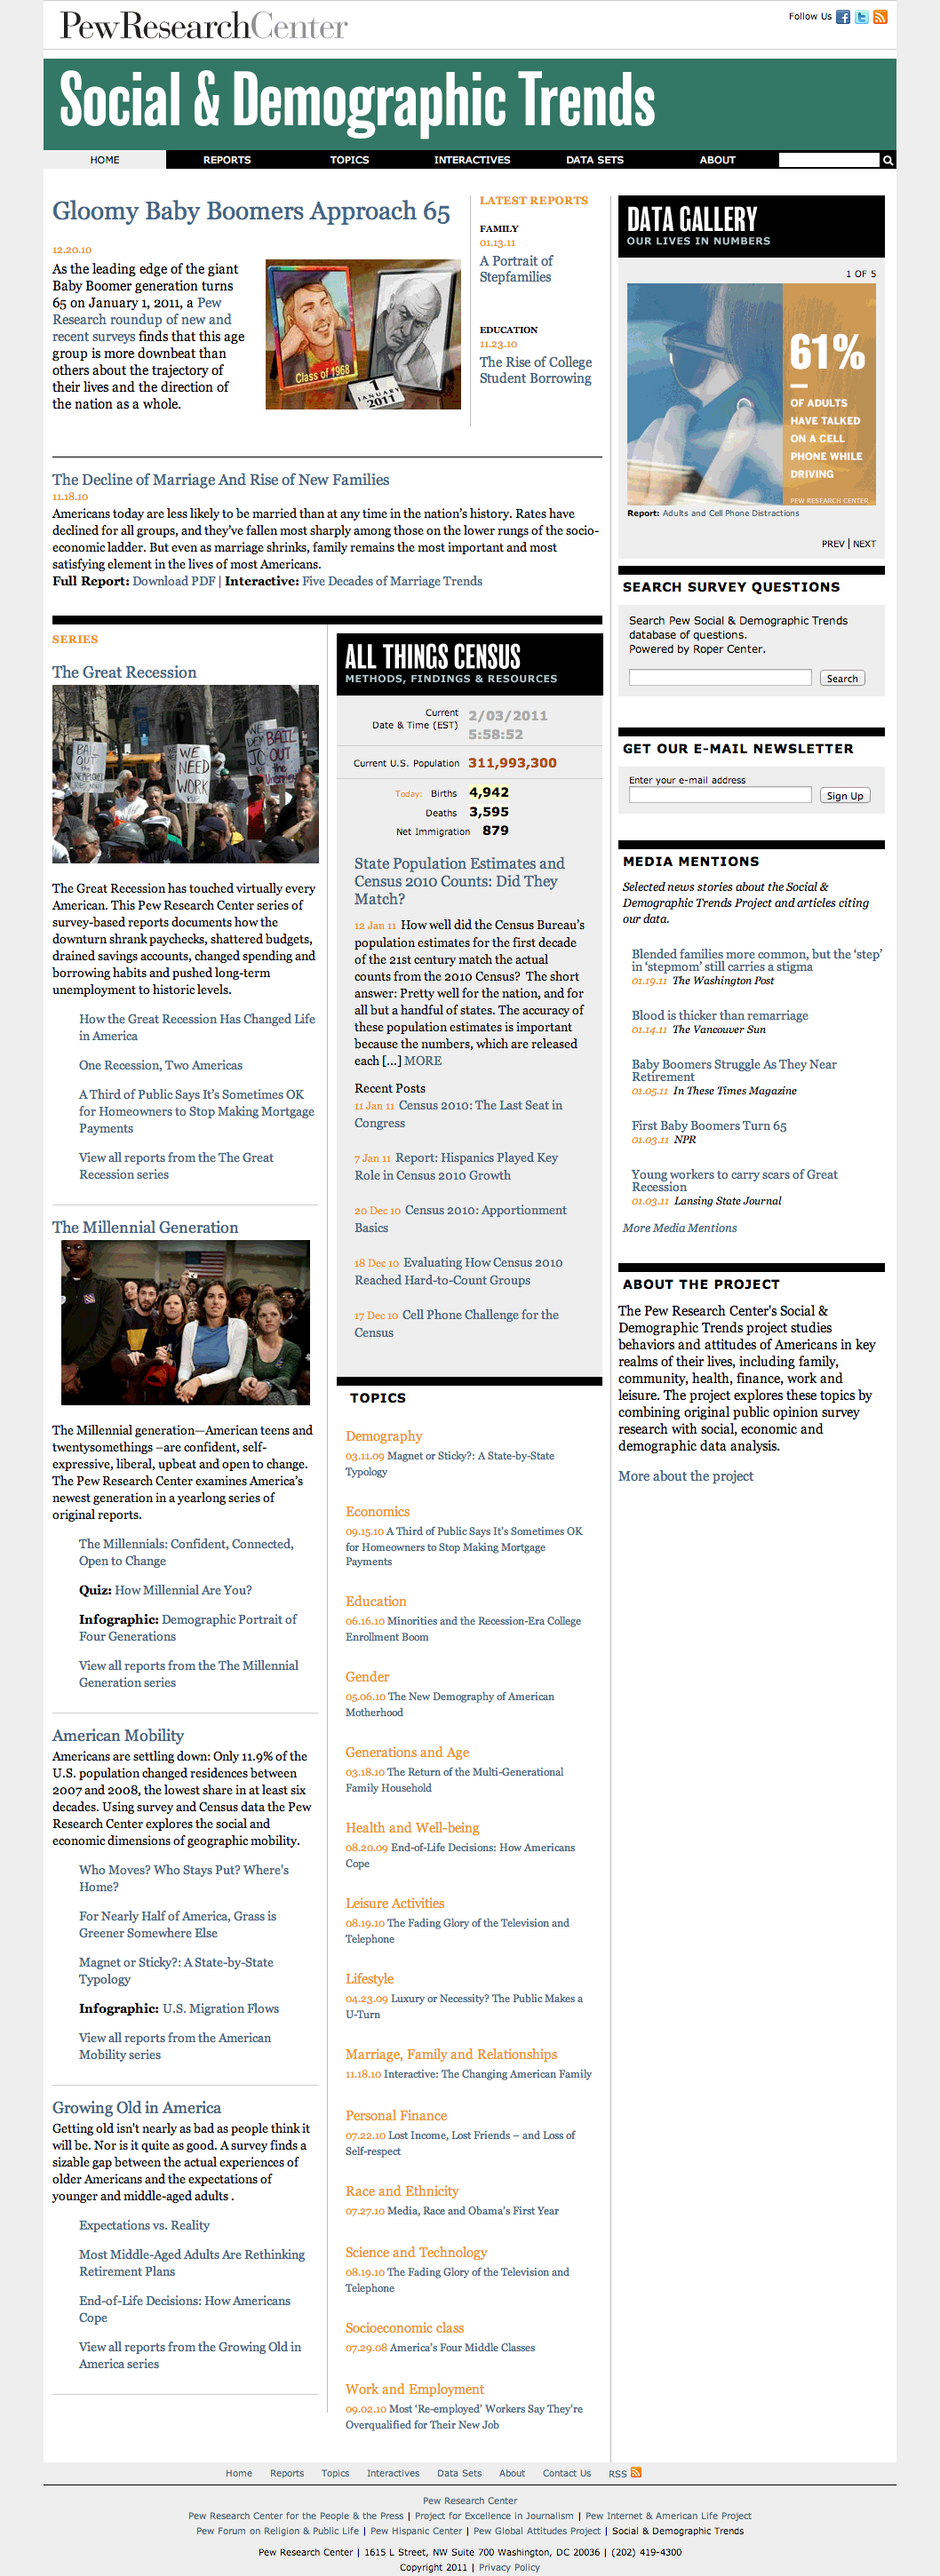 PewResearchCenter
Follow Us
Social & Demographic Trends
HOME
REPORTS
TOPICS
INTERACTIVES
DATA SETS
ABOUT
Gloomy Baby Boomers Approach 65
12.20.10
As the leading edge of the giant
Baby Boomer generation turns
65 on January 1, 2011, a Pew
Research roundup of new and
recent surveys finds that this age
group is more downbeat than
others about the trajectory of
their lives and the direction of
the nation as a whole.
Class of 1968
1
JANUARY
2011
LATEST REPORTS
FAMILY
01.13.11
A Portrait of
Stepfamilies
EDUCATION
11.23.10
The Rise of College
Student Borrowing
The Decline of Marriage And Rise of New Families
11.18.10
Americans today are less likely to be married than at any time in the nation's history. Rates have
declined for all groups, and they've fallen most sharply among those on the lower rungs of the socio-
economic ladder. But even as marriage shrinks, family remains the most important and most
satisfying element in the lives of most Americans.
Full Report: Download PDF | Interactive: Five Decades of Marriage Trends
SERIES
The Great Recession
BAIL
OUT
WE
NEED
WORK
WE
BAIL
OUT
The Great Recession has touched virtually every
American. This Pew Research Center series of
survey-based reports documents how the
downturn shrank paychecks, shattered budgets,
drained savings accounts, changed spending and
borrowing habits and pushed long-term
unemployment to historic levels.
How the Great Recession Has Changed Life
in America
One Recession, Two Americas
A Third of Public Says It's Sometimes OK
for Homeowners to Stop Making Mortgage
Payments
View all reports from the The Great
Recession series
The Millennial Generation
The Millennial generation—American teens and
twentysomethings –are confident, self-
expressive, liberal, upbeat and open to change.
The Pew Research Center examines America's
newest generation in a yearlong series of
original reports.
The Millennials: Confident, Connected,
Open to Change
Quiz: How Millennial Are You?
Infographic: Demographic Portrait of
Four Generations
View all reports from the The Millennial
Generation series
American Mobility
Americans are settling down: Only 11.9% of the
U.S. population changed residences between
2007 and 2008, the lowest share in at least six
decades. Using survey and Census data the Pew
Research Center explores the social and
economic dimensions of geographic mobility.
Who Moves? Who Stays Put? Where's
Home?
For Nearly Half of America, Grass is
Greener Somewhere Else
Magnet or Sticky?: A State-by-State
Typology
Infographic: U.S. Migration Flows
View all reports from the American
Mobility series
Growing Old in America
Getting old isn't nearly as bad as people think it
will be. Nor is it quite as good. A survey finds a
sizable gap between the actual experiences of
older Americans and the expectations of
younger and middle-aged adults .
Expectations vs. Reality
Most Middle-Aged Adults Are Rethinking
Retirement Plans
End-of-Life Decisions: How Americans
Cope
View all reports from the Growing Old in
America series
ALL THINGS CENSUS
METHODS, FINDINGS & RESOURCES
Current
Date & Time (EST)
2/03/2011
5:58:52
Current U.S. Population 311,993,300
Today: Births 4,942
Deaths 3,595
Net Immigration 879
State Population Estimates and
Census 2010 Counts: Did They
Match?
12 Jan 11 How well did the Census Bureau's
population estimates for the first decade
of the 21st century match the actual
counts from the 2010 Census? The short
answer: Pretty well for the nation, and for
all but a handful of states. The accuracy of
these population estimates is important
because the numbers, which are released
each [...] MORE
Recent Posts
11 Jan 11 Census 2010: The Last Seat in
Congress
7 Jan 11 Report: Hispanics Played Key
Role in Census 2010 Growth
20 Dec 10 Census 2010: Apportionment
Basics
18 Dec 10 Evaluating How Census 2010
Reached Hard-to-Count Groups
17 Dec 10 Cell Phone Challenge for the
Census
TOPICS
Demography
03.11.09 Magnet or Sticky?: A State-by-State
Typology
Economics
09.15.10 A Third of Public Says It's Sometimes OK
for Homeowners to Stop Making Mortgage
Payments
Education
06.16.10 Minorities and the Recession-Era College
Enrollment Boom
Gender
05.06.10 The New Demography of American
Motherhood
Generations and Age
03.18.10 The Return of the Multi-Generational
Family Household
Health and Well-being
08.20.09 End-of-Life Decisions: How Americans
Cope
Leisure Activities
08.19.10 The Fading Glory of the Television and
Telephone
Lifestyle
04.23.09 Luxury or Necessity? The Public Makes a
U-Turn
Marriage, Family and Relationships
11.18.10 Interactive: The Changing American Family
Personal Finance
07.22.10 Lost Income, Lost Friends – and Loss of
Self-respect
Race and Ethnicity
07.27.10 Media, Race and Obama's First Year
Science and Technology
08.19.10 The Fading Glory of the Television and
Telephone
Socioeconomic class
07.29.08 America's Four Middle Classes
Work and Employment
09.02.10 Most 'Re-employed' Workers Say They're
Overqualified for Their New Job
DATA GALLERY
OUR LIVES IN NUMBERS
1 OF 5
61%
OF ADULTS
HAVE TALKED
ON A CELL
PHONE WHILE
DRIVING
PEW RESEARCH CENTER
Report: Adults and Cell Phone Distractions
PREV | NEXT
SEARCH SURVEY QUESTIONS
Search Pew Social & Demographic Trends
database of questions.
Powered by Roper Center.
Search
GET OUR E-MAIL NEWSLETTER
Enter your e-mail address
Sign Up
MEDIA MENTIONS
Selected news stories about the Social &
Demographic Trends Project and articles citing
our data.
Blended families more common, but the 'step'
in 'stepmom' still carries a stigma
01.19.11 The Washington Post
Blood is thicker than remarriage
01.14.11 The Vancouver Sun
Baby Boomers Struggle As They Near
Retirement
01.05.11 In These Times Magazine
First Baby Boomers Turn 65
01.03.11 NPR
Young workers to carry scars of Great
Recession
01.03.11 Lansing State Journal
More Media Mentions
ABOUT THE PROJECT
The Pew Research Center's Social &
Demographic Trends project studies
behaviors and attitudes of Americans in key
realms of their lives, including family,
community, health, finance, work and
leisure. The project explores these topics by
combining original public opinion survey
research with social, economic and
demographic data analysis.
More about the project
Home Reports Topics Interactives Data Sets About Contact Us RSS
Pew Research Center
Pew Research Center for the People & the Press | Project for Excellence in Journalism | Pew Internet & American Life Project
Pew Forum on Religion & Public Life | Pew Hispanic Center | Pew Global Attitudes Project | Social & Demographic Trends
Pew Research Center | 1615 L Street, NW Suite 700 Washington, DC 20036 | (202) 419-4300
Copyright 2011 | Privacy Policy